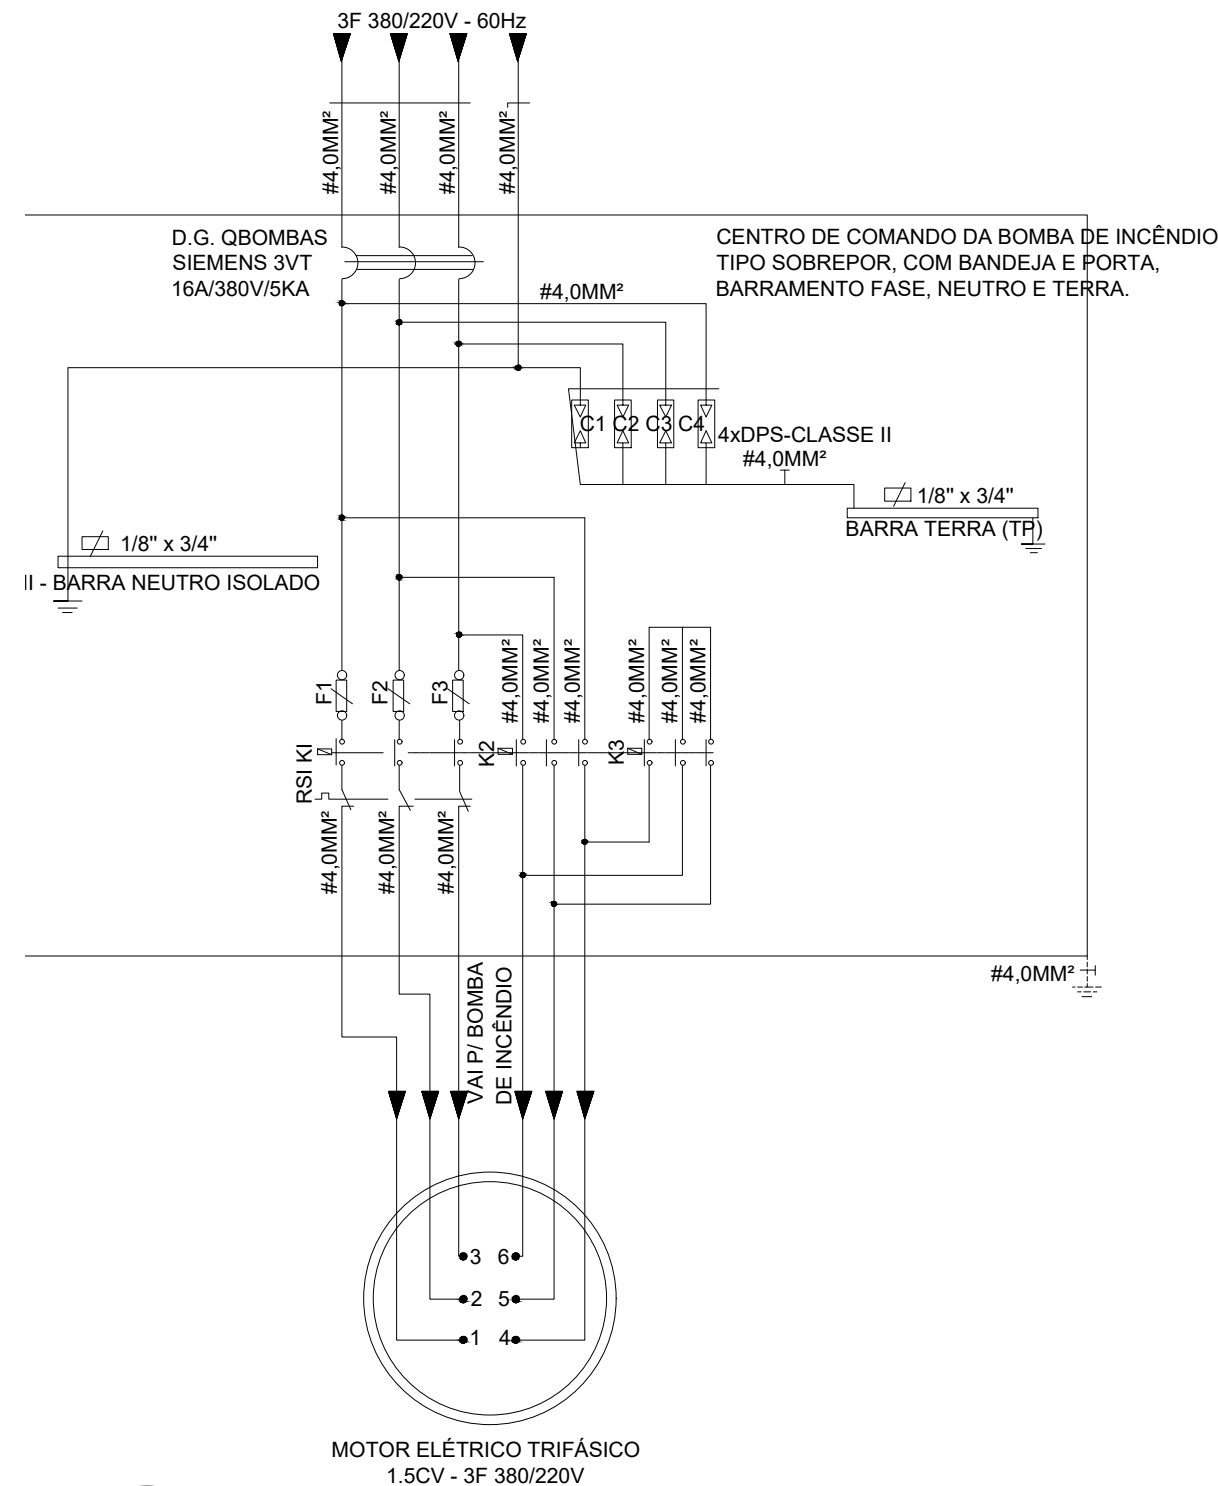 3F 380/220V - 60Hz
#4,0MM²
#4,0MM²
#4,0MM²
#4,0MM²
D.G. QBOMBAS
SIEMENS 3VT
16A/380V/5KA
CENTRO DE COMANDO DA BOMBA DE INCÊNDIO
TIPO SOBREPOR, COM BANDEJA E PORTA,
BARRAMENTO FASE, NEUTRO E TERRA.
#4,0MM²
C1 C2 C3 C4
4xDPS-CLASSE II
#4,0MM²
1/8" x 3/4"
BARRA TERRA (TP)
1/8" x 3/4"
II - BARRA NEUTRO ISOLADO
#4,0MM²
#4,0MM²
#4,0MM²
#4,0MM²
#4,0MM²
#4,0MM²
F1
F2
F3
RSI KI
K2
K3
#4,0MM²
#4,0MM²
#4,0MM²
#4,0MM²
VAI P/ BOMBA
DE INCÊNDIO
3 6
2 5
1 4
MOTOR ELÉTRICO TRIFÁSICO
1.5CV - 3F 380/220V